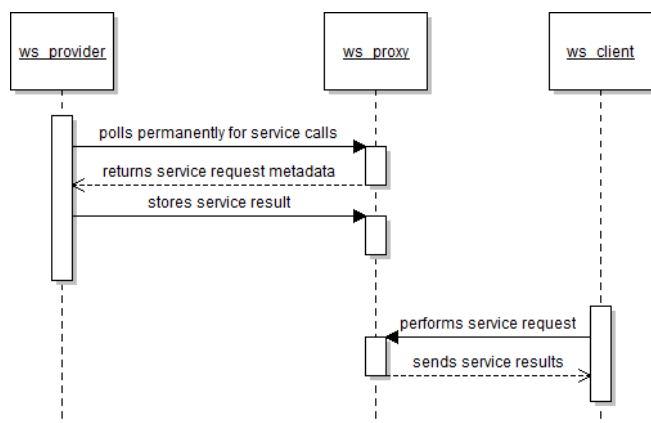 ws_provider
ws_proxy
ws_client
polls permanently for service calls
returns service request metadata
stores service result
performs service request
sends service results